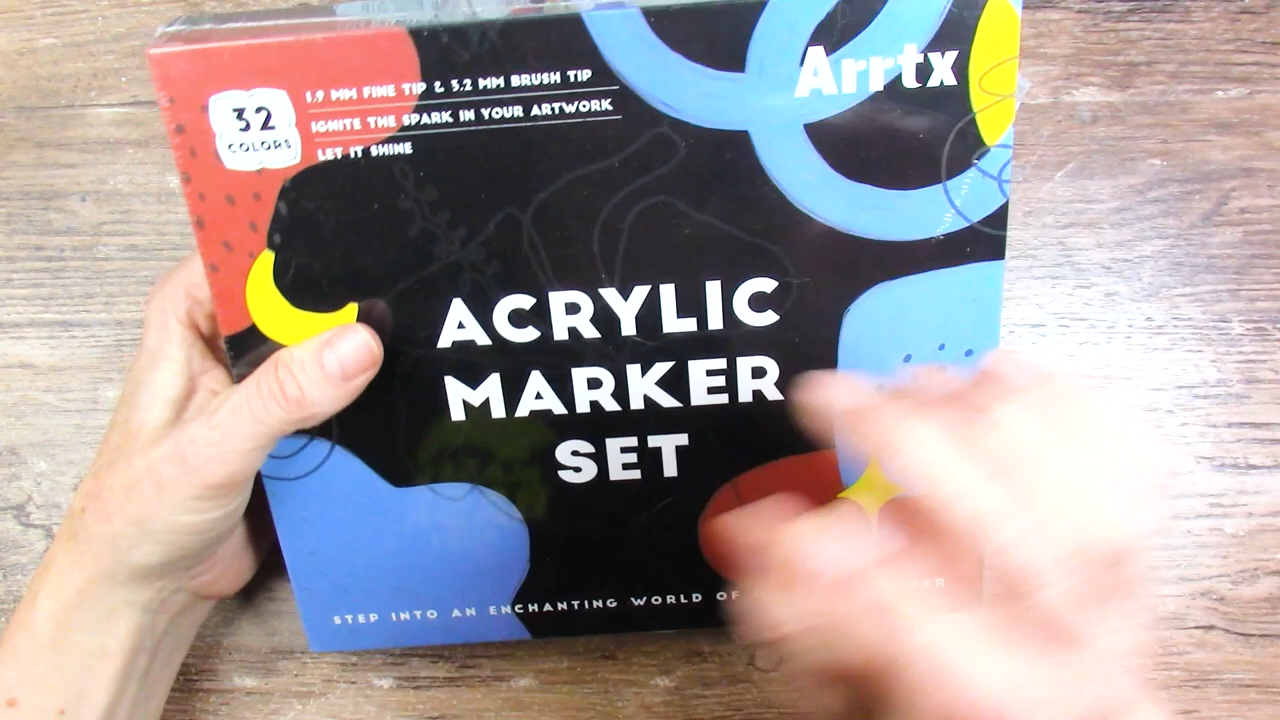 Arrtx
32
COLORS
1.9 MM FINE TIP & 3.2 MM BRUSH TIP
IGNITE THE SPARK IN YOUR ARTWORK
LET IT SHINE
ACRYLIC
MARKER
SET
STEP INTO AN ENCHANTING WORLD OF